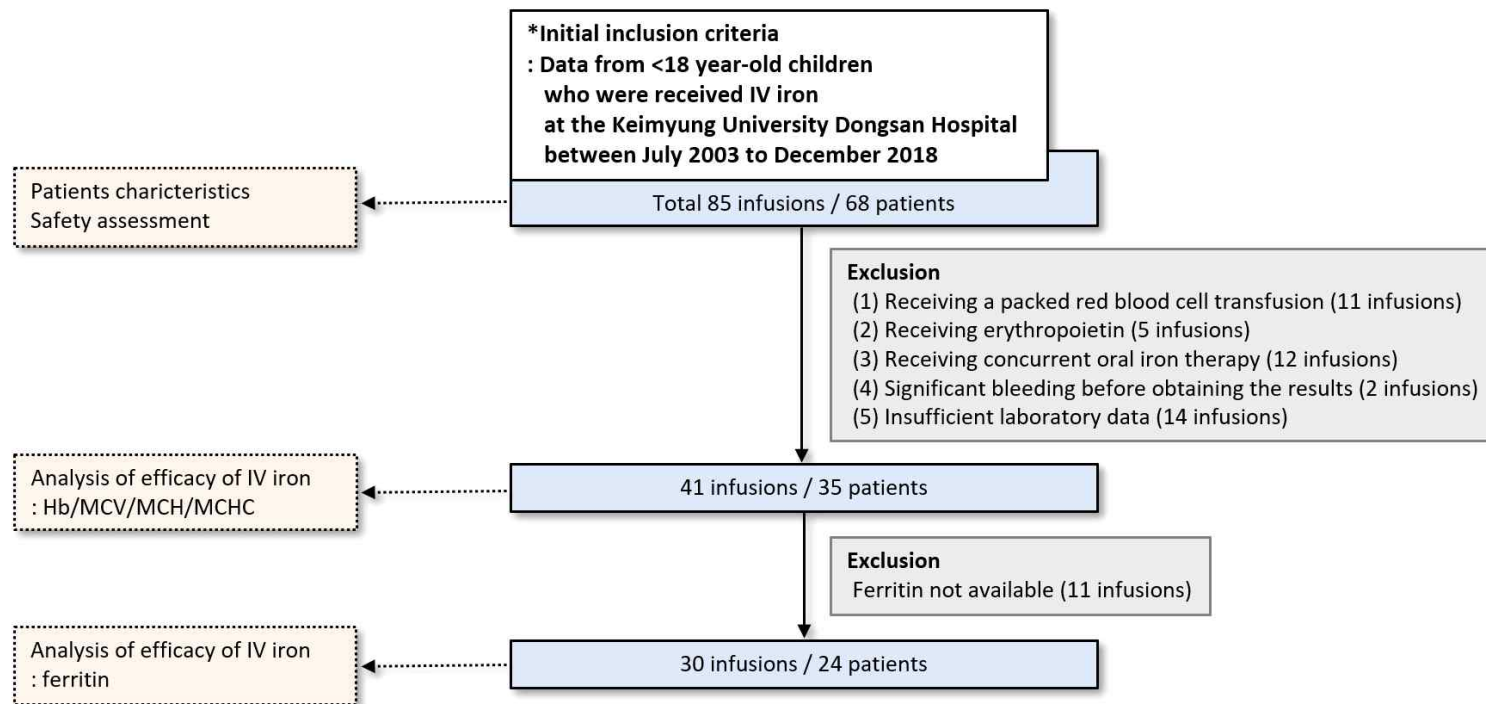 *Initial inclusion criteria
: Data from <18 year-old children
who were received IV iron
at the Keimyung University Dongsan Hospital
between July 2003 to December 2018
Patients charicteristics
Safety assessment
Total 85 infusions / 68 patients
Exclusion
(1) Receiving a packed red blood cell transfusion (11 infusions)
(2) Receiving erythropoietin (5 infusions)
(3) Receiving concurrent oral iron therapy (12 infusions)
(4) Significant bleeding before obtaining the results (2 infusions)
(5) Insufficient laboratory data (14 infusions)
Analysis of efficacy of IV iron
: Hb/MCV/MCH/MCHC
41 infusions / 35 patients
Exclusion
Ferritin not available (11 infusions)
Analysis of efficacy of IV iron
: ferritin
30 infusions / 24 patients